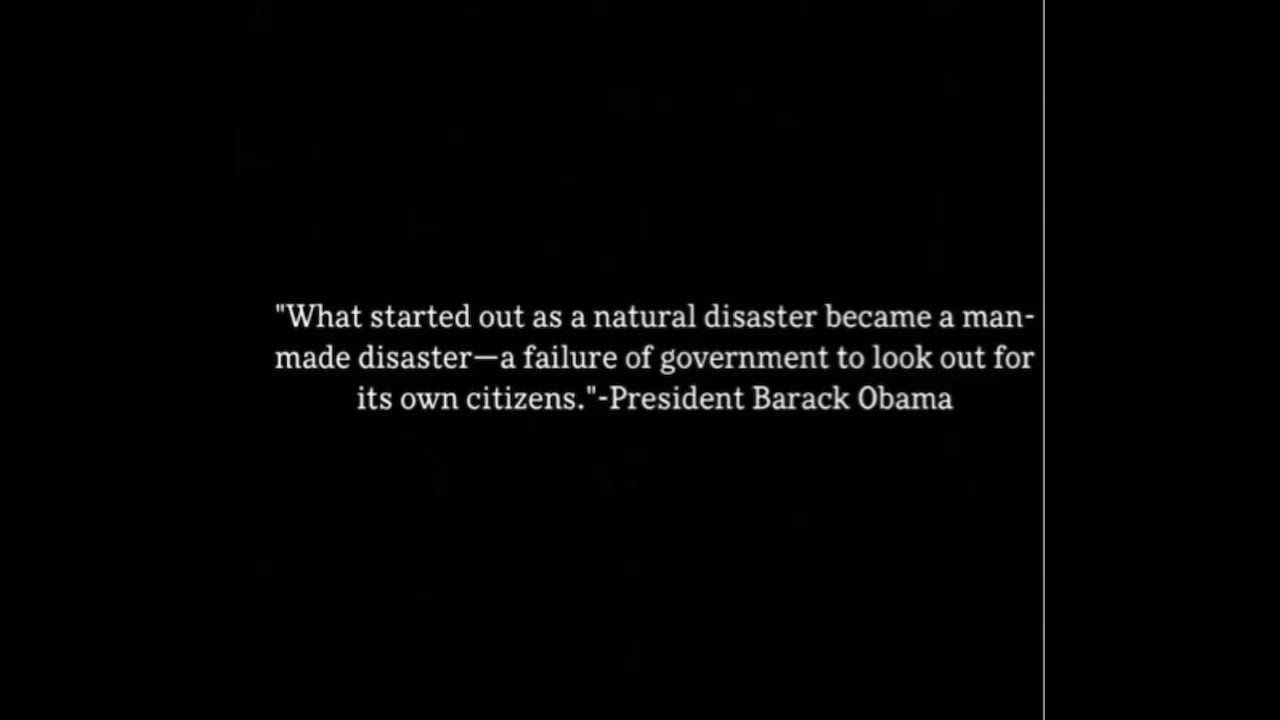 "What started out as a natural disaster became a man-
made disaster—a failure of government to look out for
its own citizens."-President Barack Obama